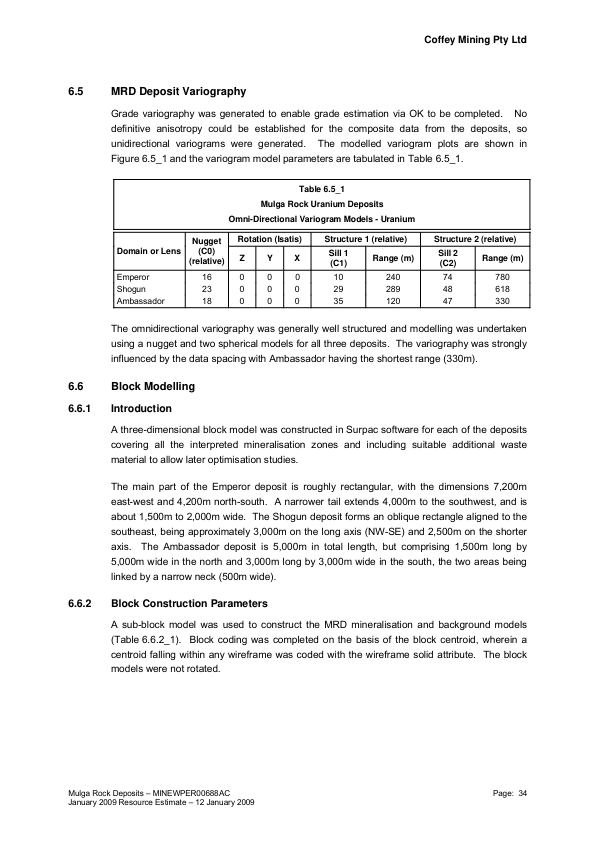 Coffey Mining Pty Ltd
6.5 MRD Deposit Variography
Grade variography was generated to enable grade estimation via OK to be completed. No
definitive anisotropy could be established for the composite data from the deposits, so
unidirectional variograms were generated. The modelled variogram plots are shown in
Figure 6.5_1 and the variogram model parameters are tabulated in Table 6.5_1.
Table 6.5_1
Mulga Rock Uranium Deposits
Omni-Directional Variogram Models - Uranium
Domain or Lens Nugget (C0) (relative) Rotation (Isatis) Structure 1 (relative) Structure 2 (relative)
Z Y X Sill 1 (C1) Range (m) Sill 2 (C2) Range (m)
Emperor 16 0 0 0 10 240 74 780
Shogun 23 0 0 0 29 289 48 618
Ambassador 18 0 0 0 35 120 47 330
The omnidirectional variography was generally well structured and modelling was undertaken
using a nugget and two spherical models for all three deposits. The variography was strongly
influenced by the data spacing with Ambassador having the shortest range (330m).
6.6 Block Modelling
6.6.1 Introduction
A three-dimensional block model was constructed in Surpac software for each of the deposits
covering all the interpreted mineralisation zones and including suitable additional waste
material to allow later optimisation studies.
The main part of the Emperor deposit is roughly rectangular, with the dimensions 7,200m
east-west and 4,200m north-south. A narrower tail extends 4,000m to the southwest, and is
about 1,500m to 2,000m wide. The Shogun deposit forms an oblique rectangle aligned to the
southeast, being approximately 3,000m on the long axis (NW-SE) and 2,500m on the shorter
axis. The Ambassador deposit is 5,000m in total length, but comprising 1,500m long by
5,000m wide in the north and 3,000m long by 3,000m wide in the south, the two areas being
linked by a narrow neck (500m wide).
6.6.2 Block Construction Parameters
A sub-block model was used to construct the MRD mineralisation and background models
(Table 6.6.2_1). Block coding was completed on the basis of the block centroid, wherein a
centroid falling within any wireframe was coded with the wireframe solid attribute. The block
models were not rotated.
Mulga Rock Deposits – MINEWPER00688AC Page: 34
January 2009 Resource Estimate – 12 January 2009